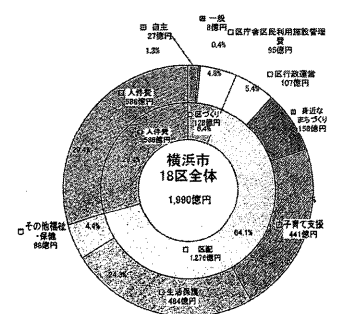 自主
27億円
1.3%
一般
8億円
0.4%
区庁舎区民利用施設管理
費
95億円
4.8%
区行政運営
107億円
5.4%
身近な
まちづくり
158億円
人件費
586億円
人件費
区づくり
128億円
6.4%
横浜市
18区全体
1,990億円
その他福祉
・保健
88億円
4.4%
区配
1,276億円
64.1%
子育て支援
441億円
生活保護
484億円
24.3%